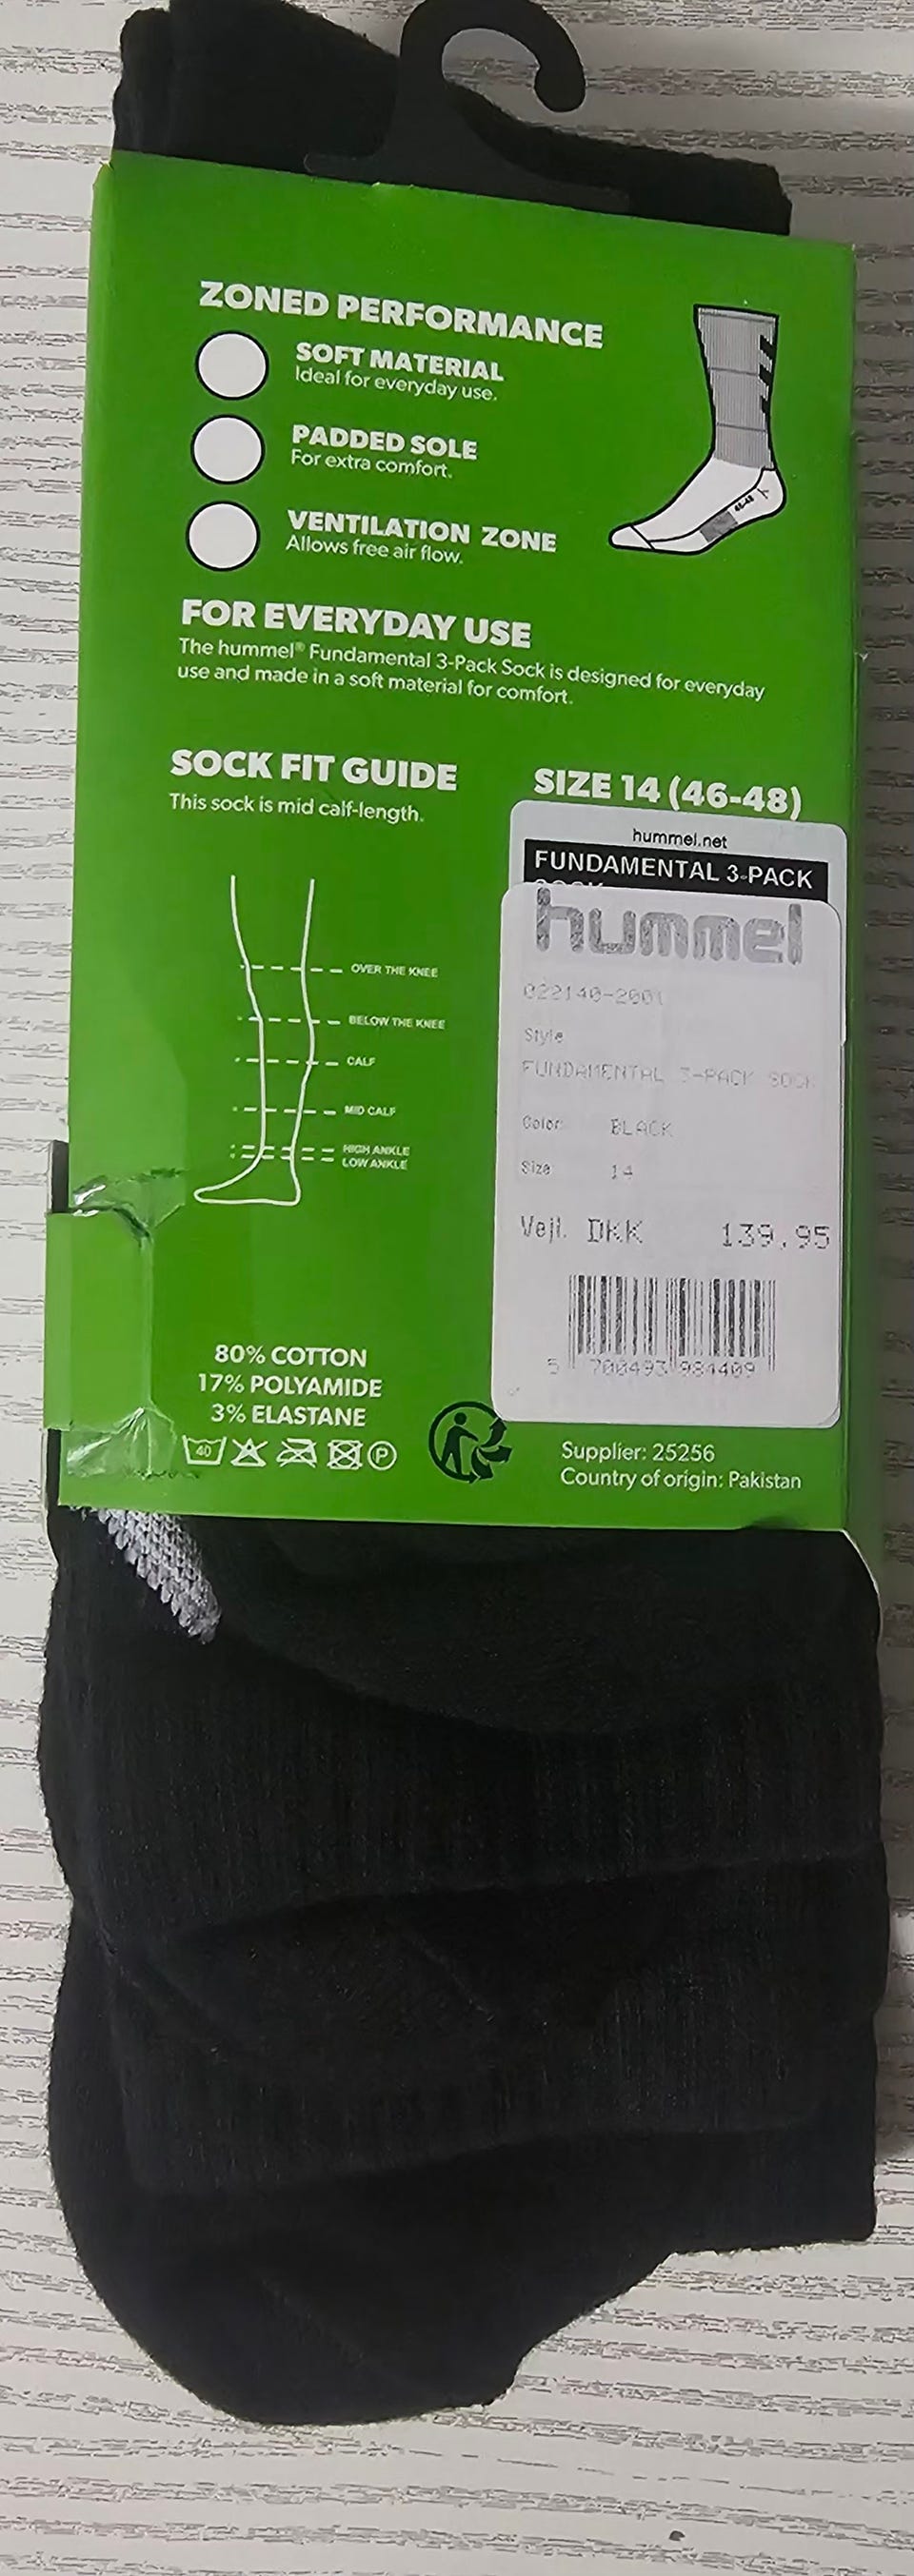 ZONED PERFORMANCE
SOFT MATERIAL
Ideal for everyday use.
PADDED SOLE
For extra comfort.
VENTILATION ZONE
Allows free air flow.
46-48
FOR EVERYDAY USE
The hummel® Fundamental 3-Pack Sock is designed for everyday
use and made in a soft material for comfort.
SOCK FIT GUIDE
This sock is mid calf-length.
OVER THE KNEE
BELOW THE KNEE
CALF
MID CALF
HIGH ANKLE
LOW ANKLE
80% COTTON
17% POLYAMIDE
3% ELASTANE
40
P
SIZE 14 (46-48)
hummel.net
FUNDAMENTAL 3-PACK
hummel
022140-2001
Style
FUNDAMENTAL 3-PACK SOCK
Color: BLACK
Size 14
Vejl. DKK 139.95
5 700493 984409
Supplier: 25256
Country of origin: Pakistan